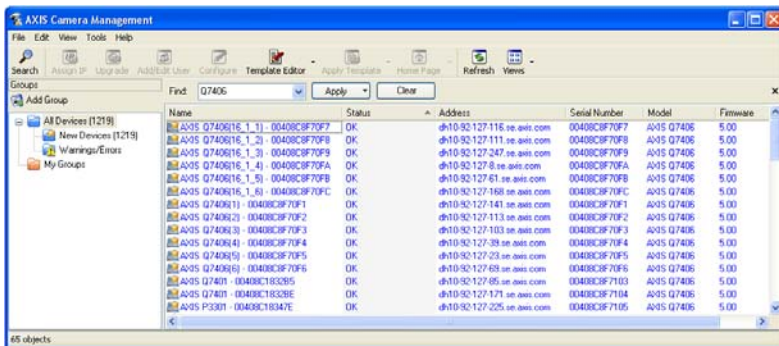 AXIS Camera Management
File Edit View Tools Help
Search Assign IP Upgrade Add/Edit User Configure Template Editor Apply Template Home Page Refresh Views
Groups
Find: Q7406 Apply Clear x
Add Group
Name Status Address Serial Number Model Firmware
All Devices (1219)
New Devices (1219)
Warnings/Errors
My Groups
AXIS Q7406(16_1_1) - 00408C8F70F7 OK dh10-92-127-116.se.axis.com 00408C8F70F7 AXIS Q7406 5.00
AXIS Q7406(16_1_2) - 00408C8F70F8 OK dh10-92-127-111.se.axis.com 00408C8F70F8 AXIS Q7406 5.00
AXIS Q7406(16_1_3) - 00408C8F70F9 OK dh10-92-127-247.se.axis.com 00408C8F70F9 AXIS Q7406 5.00
AXIS Q7406(16_1_4) - 00408C8F70FA OK dh10-92-127-8.se.axis.com 00408C8F70FA AXIS Q7406 5.00
AXIS Q7406(16_1_5) - 00408C8F70FB OK dh10-92-127-61.se.axis.com 00408C8F70FB AXIS Q7406 5.00
AXIS Q7406(16_1_6) - 00408C8F70FC OK dh10-92-127-168.se.axis.com 00408C8F70FC AXIS Q7406 5.00
AXIS Q7406(1) - 00408C8F70F1 OK dh10-92-127-141.se.axis.com 00408C8F70F1 AXIS Q7406 5.00
AXIS Q7406(2) - 00408C8F70F2 OK dh10-92-127-113.se.axis.com 00408C8F70F2 AXIS Q7406 5.00
AXIS Q7406(3) - 00408C8F70F3 OK dh10-92-127-103.se.axis.com 00408C8F70F3 AXIS Q7406 5.00
AXIS Q7406(4) - 00408C8F70F4 OK dh10-92-127-39.se.axis.com 00408C8F70F4 AXIS Q7406 5.00
AXIS Q7406(5) - 00408C8F70F5 OK dh10-92-127-23.se.axis.com 00408C8F70F5 AXIS Q7406 5.00
AXIS Q7406(6) - 00408C8F70F6 OK dh10-92-127-69.se.axis.com 00408C8F70F6 AXIS Q7406 5.00
AXIS Q7401 - 00408C1832B5 OK dh10-92-127-85.se.axis.com 00408C8F7103 AXIS Q7406 5.00
AXIS Q7401 - 00408C1832BE OK dh10-92-127-171.se.axis.com 00408C8F7104 AXIS Q7406 5.00
AXIS P3301 - 00408C18347E OK dh10-92-127-225.se.axis.com 00408C8F7105 AXIS Q7406 5.00
65 objects